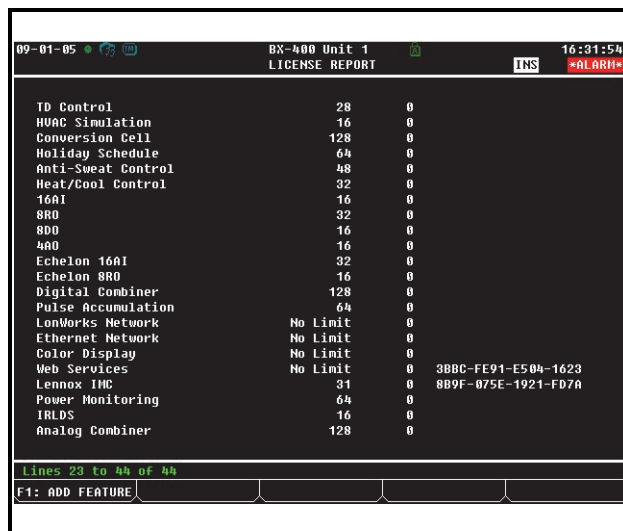 09-01-05 BX-400 Unit 1 16:31:54
LICENSE REPORT INS *ALARM*
TD Control 28 0
HVAC Simulation 16 0
Conversion Cell 128 0
Holiday Schedule 64 0
Anti-Sweat Control 48 0
Heat/Cool Control 32 0
16AI 16 0
8RO 32 0
8DO 16 0
4AO 16 0
Echelon 16AI 32 0
Echelon 8RO 16 0
Digital Combiner 128 0
Pulse Accumulation 64 0
LonWorks Network No Limit 0
Ethernet Network No Limit 0
Color Display No Limit 0
Web Services No Limit 0 3BBC-FE91-E504-1623
Lennox IMC 31 0 8B9F-075E-1921-FD7A
Power Monitoring 64 0
IRLDS 16 0
Analog Combiner 128 0
Lines 23 to 44 of 44
F1: ADD FEATURE